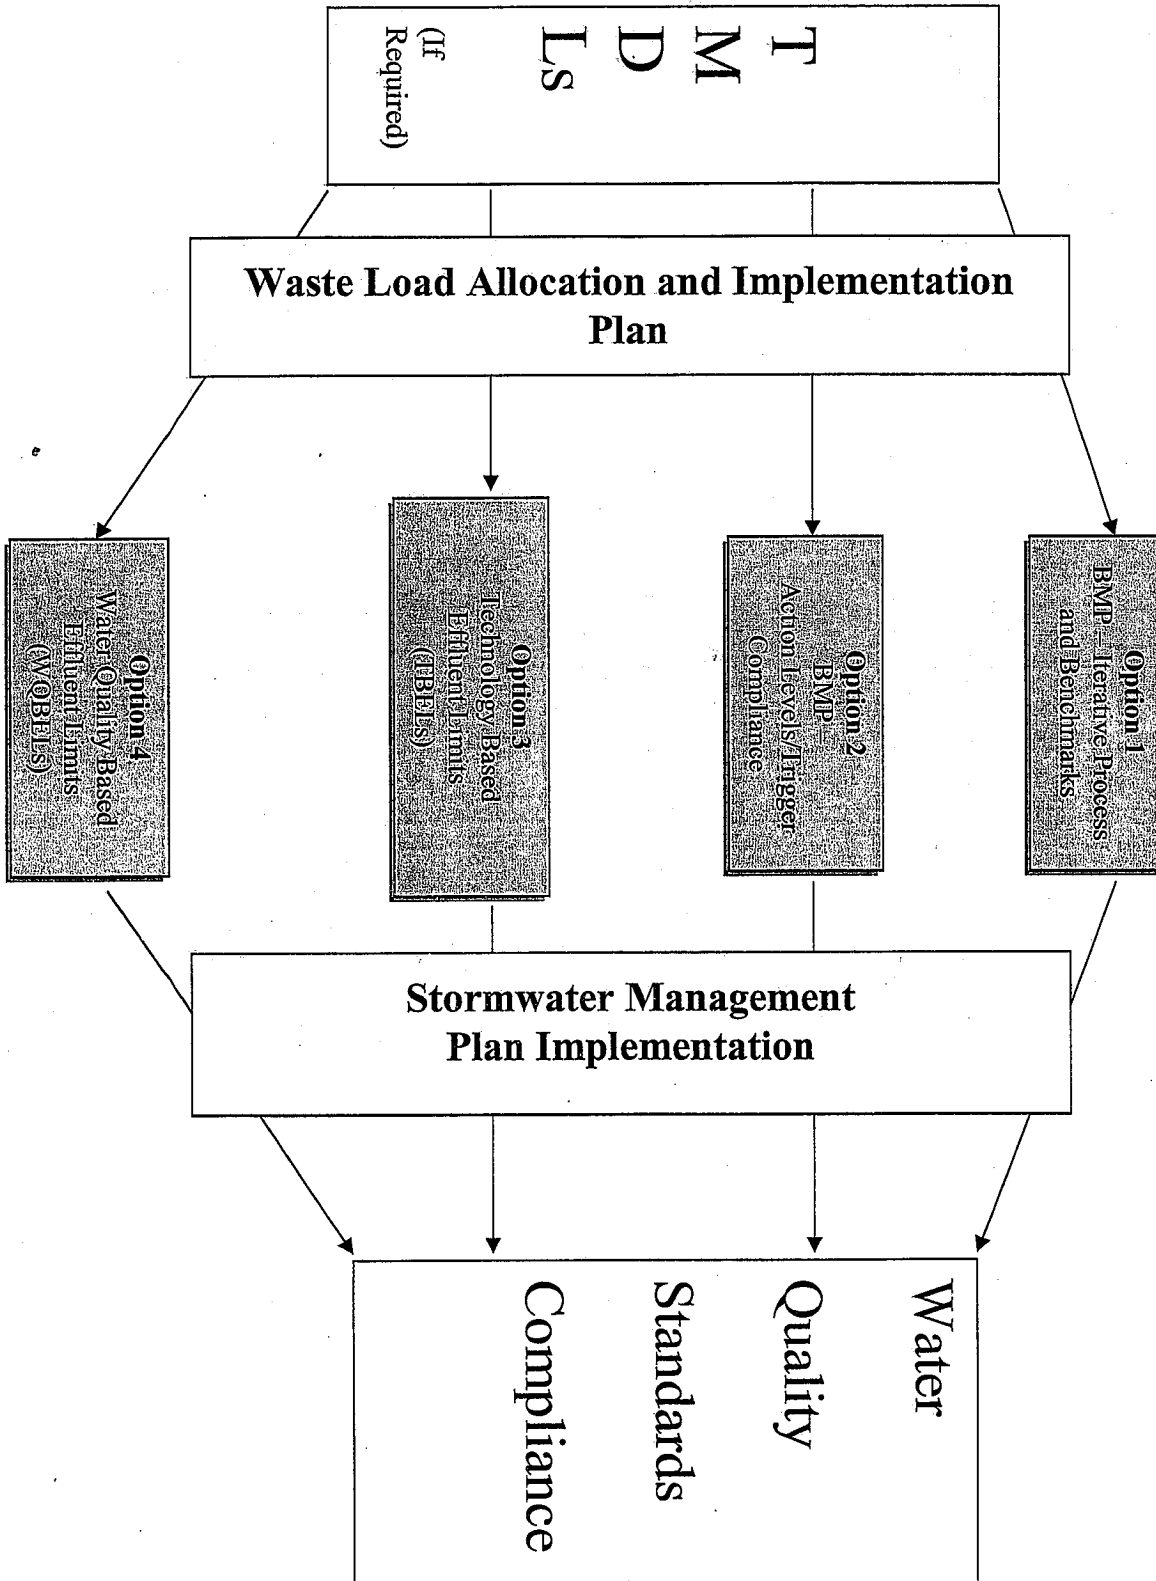 T
M
D
Ls
(If
Required)
Waste Load Allocation and Implementation
Plan
Option 1
BMP – Iterative Process
and Benchmarks
Option 2
BMP –
Action Levels/Trigger
Compliance
Option 3
Technology Based
Effluent Limits
(TBELs)
Option 4
Water Quality Based
Effluent Limits
(WQBELs)
Stormwater Management
Plan Implementation
Water
Quality
Standards
Compliance